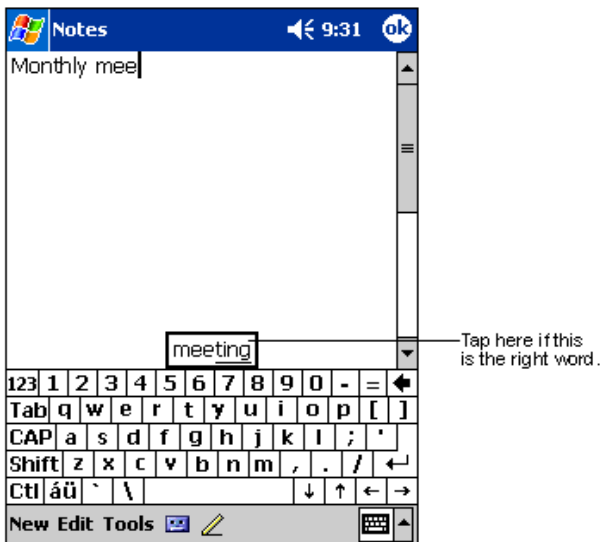 Notes 9:31 ok
Monthly mee
meeting
Tap here if this
is the right word.
123 1 2 3 4 5 6 7 8 9 0 - = ←
Tab q w e r t y u i o p [ ]
CAP a s d f g h j k l ; '
Shift z x c v b n m , . / ↵
Ctl áü ` \ ↓ ↑ ← →
New Edit Tools